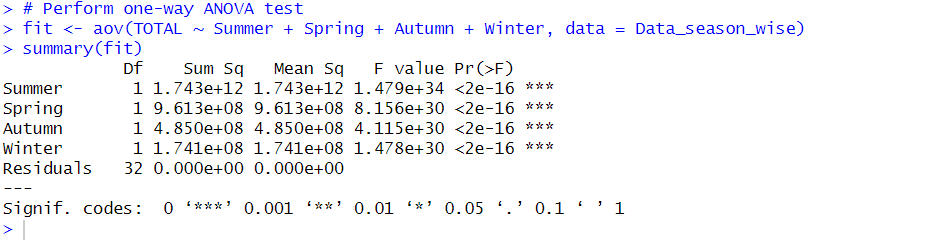 > # Perform one-way ANOVA test
> fit <- aov(TOTAL ~ Summer + Spring + Autumn + Winter, data = Data_season_wise)
> summary(fit)
            Df    Sum Sq   Mean Sq   F value Pr(>F)
Summer       1 1.743e+12 1.743e+12 1.479e+34 <2e-16 ***
Spring       1 9.613e+08 9.613e+08 8.156e+30 <2e-16 ***
Autumn       1 4.850e+08 4.850e+08 4.115e+30 <2e-16 ***
Winter       1 1.741e+08 1.741e+08 1.478e+30 <2e-16 ***
Residuals   32 0.000e+00 0.000e+00
---
Signif. codes:  0 ‘***’ 0.001 ‘**’ 0.01 ‘*’ 0.05 ‘.’ 0.1 ‘ ’ 1
>